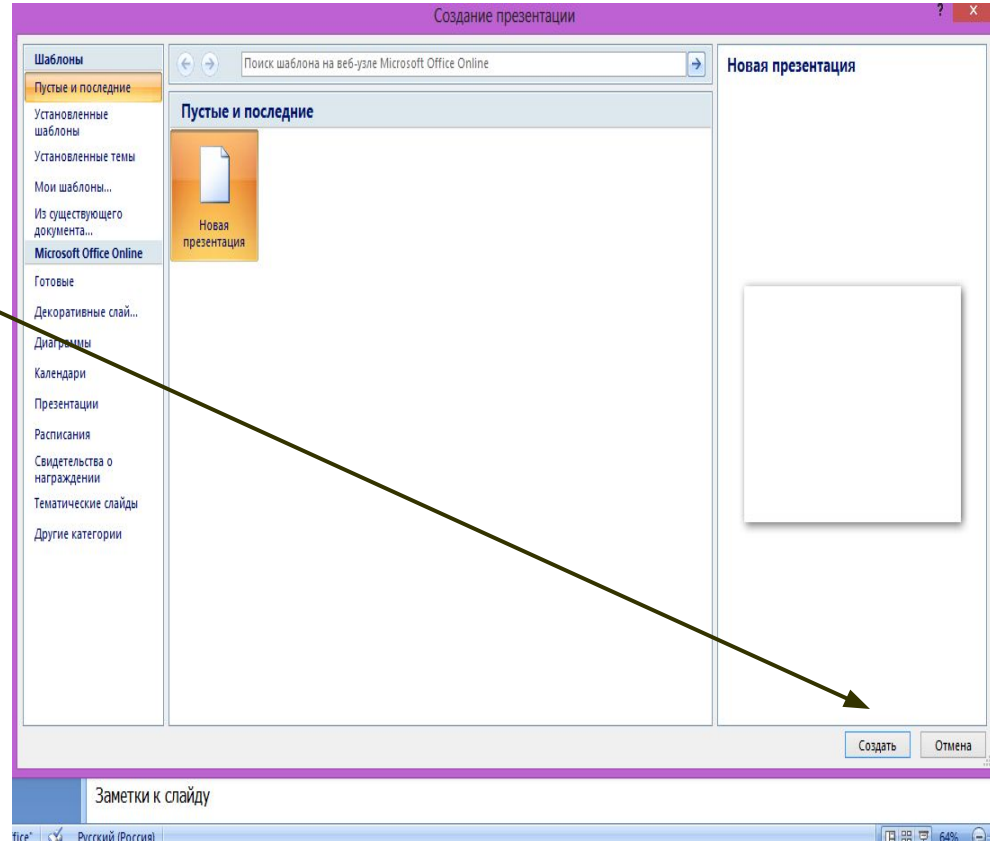 Создание презентации
?
X
Шаблоны
Пустые и последние
Установленные
шаблоны
Установленные темы
Мои шаблоны...
Из существующего
документа...
Microsoft Office Online
Готовые
Декоративные слай...
Диаграммы
Календари
Презентации
Расписания
Свидетельства о
награждении
Тематические слайды
Другие категории
Поиск шаблона на веб-узле Microsoft Office Online
Пустые и последние
Новая
презентация
Новая презентация
Создать
Отмена
Заметки к слайду
fice"
Русский (Россия)
64%